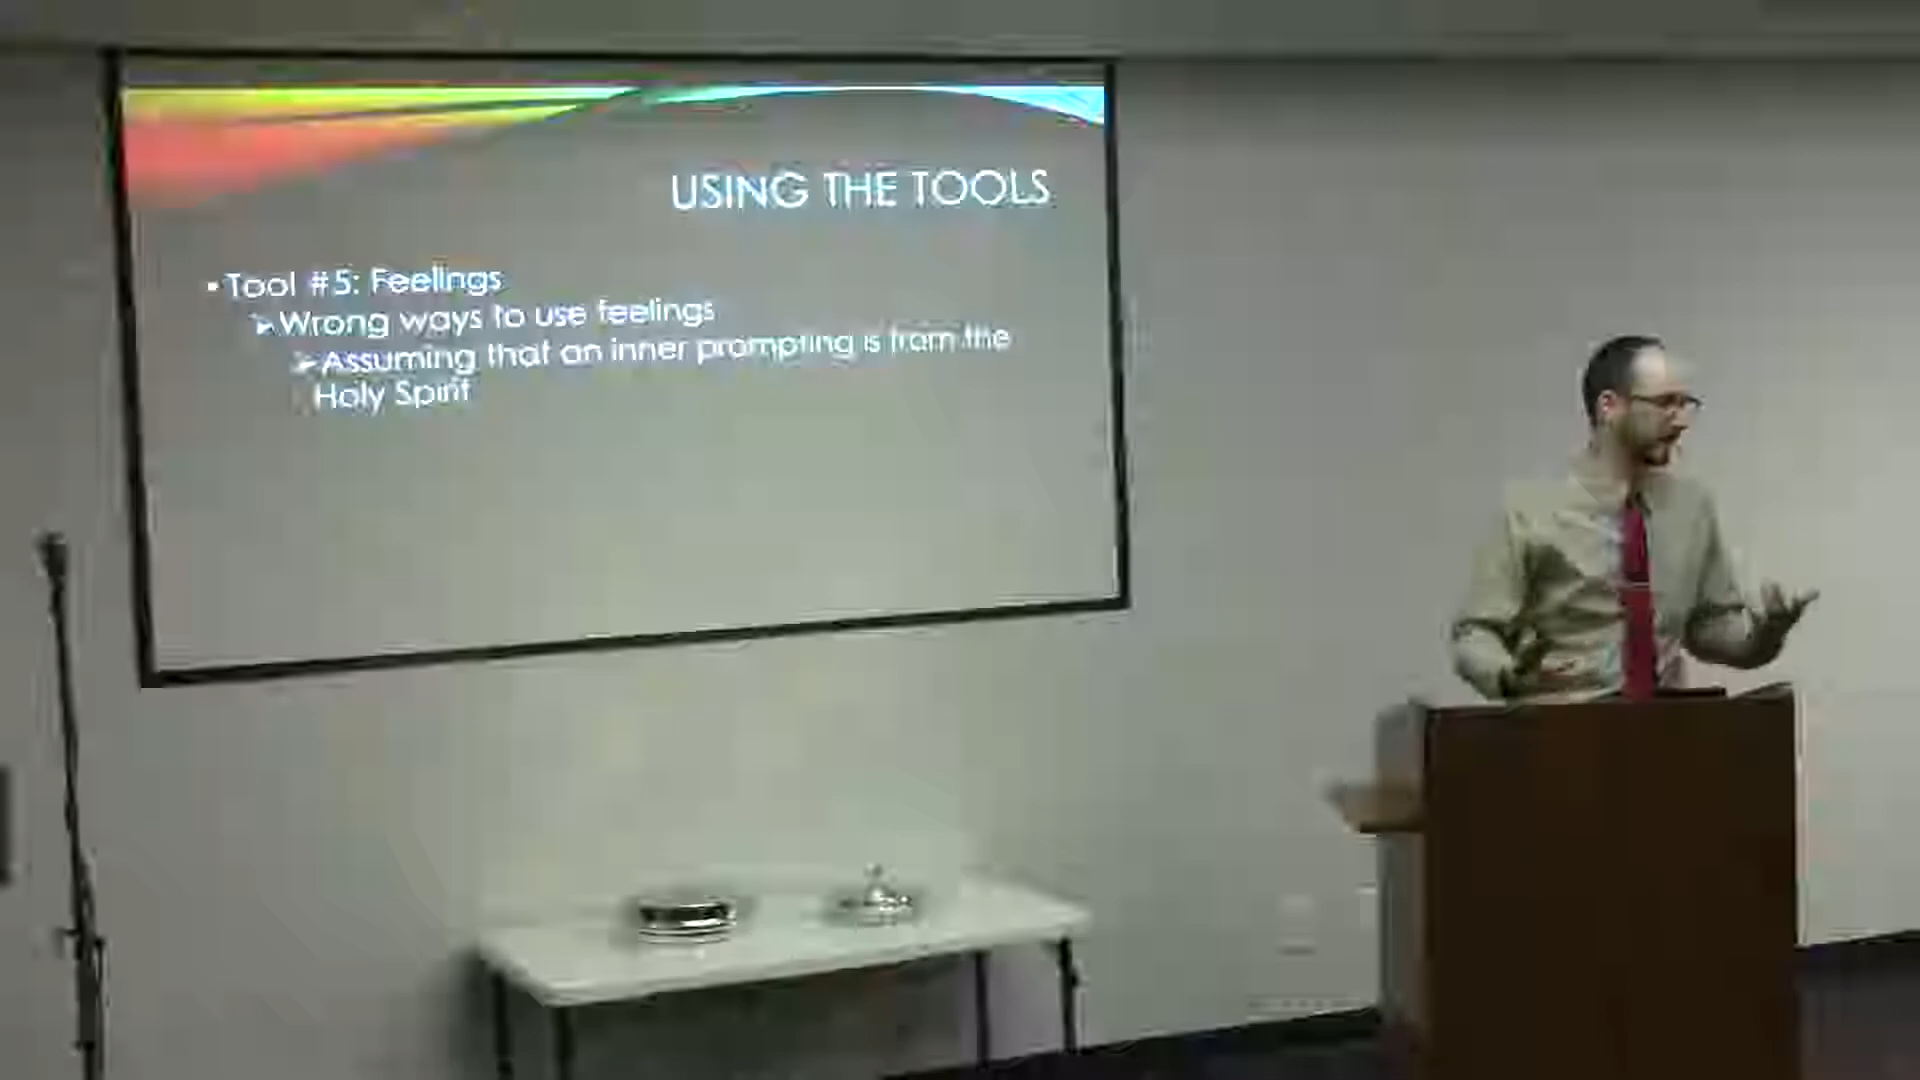 USING THE TOOLS
▪Tool #5: Feelings
➢Wrong ways to use feelings
➢Assuming that an inner prompting is from the
Holy Spirit